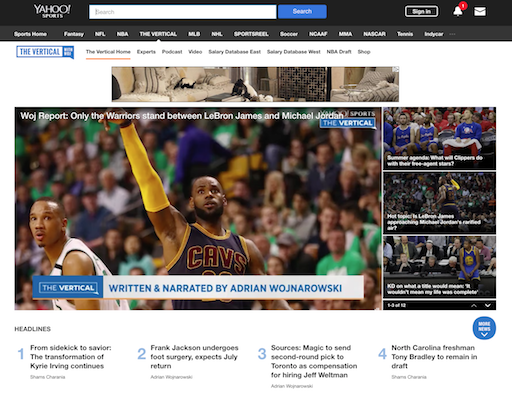 YAHOO!
SPORTS
Search
Search
Sign in
1
Sports Home Fantasy NFL NBA THE VERTICAL MLB NHL SPORTSREEL Soccer NCAAF MMA NASCAR Tennis Indycar ...
THE VERTICAL
The Vertical Home Experts Podcast Video Salary Database East Salary Database West NBA Draft Shop
Woj Report: Only the Warriors stand between LeBron James and Michael Jordan
YAHOO! SPORTS
THE VERTICAL
CAVS
THE VERTICAL
WRITTEN & NARRATED BY ADRIAN WOJNAROWSKI
Summer agenda: What will Clippers do
with their free-agent stars?
Hot topic: Is LeBron James
approaching Michael Jordan's rarified
air?
KD on what a title would mean: 'It
wouldn't mean my life was complete'
1-3 of 12
HEADLINES
MORE
NEWS
1
From sidekick to savior:
The transformation of
Kyrie Irving continues
Shams Charania
2
Frank Jackson undergoes
foot surgery, expects July
return
Adrian Wojnarowski
3
Sources: Magic to send
second-round pick to
Toronto as compensation
for hiring Jeff Weltman
Adrian Wojnarowski
4
North Carolina freshman
Tony Bradley to remain in
draft
Shams Charania